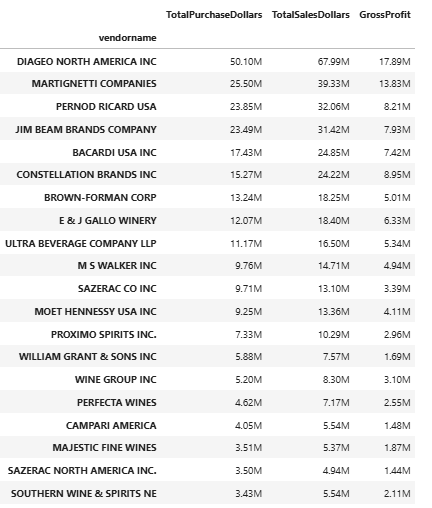 TotalPurchaseDollars TotalSalesDollars GrossProfit
vendorname
DIAGEO NORTH AMERICA INC 50.10M 67.99M 17.89M
MARTIGNETTI COMPANIES 25.50M 39.33M 13.83M
PERNOD RICARD USA 23.85M 32.06M 8.21M
JIM BEAM BRANDS COMPANY 23.49M 31.42M 7.93M
BACARDI USA INC 17.43M 24.85M 7.42M
CONSTELLATION BRANDS INC 15.27M 24.22M 8.95M
BROWN-FORMAN CORP 13.24M 18.25M 5.01M
E & J GALLO WINERY 12.07M 18.40M 6.33M
ULTRA BEVERAGE COMPANY LLP 11.17M 16.50M 5.34M
M S WALKER INC 9.76M 14.71M 4.94M
SAZERAC CO INC 9.71M 13.10M 3.39M
MOET HENNESSY USA INC 9.25M 13.36M 4.11M
PROXIMO SPIRITS INC. 7.33M 10.29M 2.96M
WILLIAM GRANT & SONS INC 5.88M 7.57M 1.69M
WINE GROUP INC 5.20M 8.30M 3.10M
PERFECTA WINES 4.62M 7.17M 2.55M
CAMPARI AMERICA 4.05M 5.54M 1.48M
MAJESTIC FINE WINES 3.51M 5.37M 1.87M
SAZERAC NORTH AMERICA INC. 3.50M 4.94M 1.44M
SOUTHERN WINE & SPIRITS NE 3.43M 5.54M 2.11M